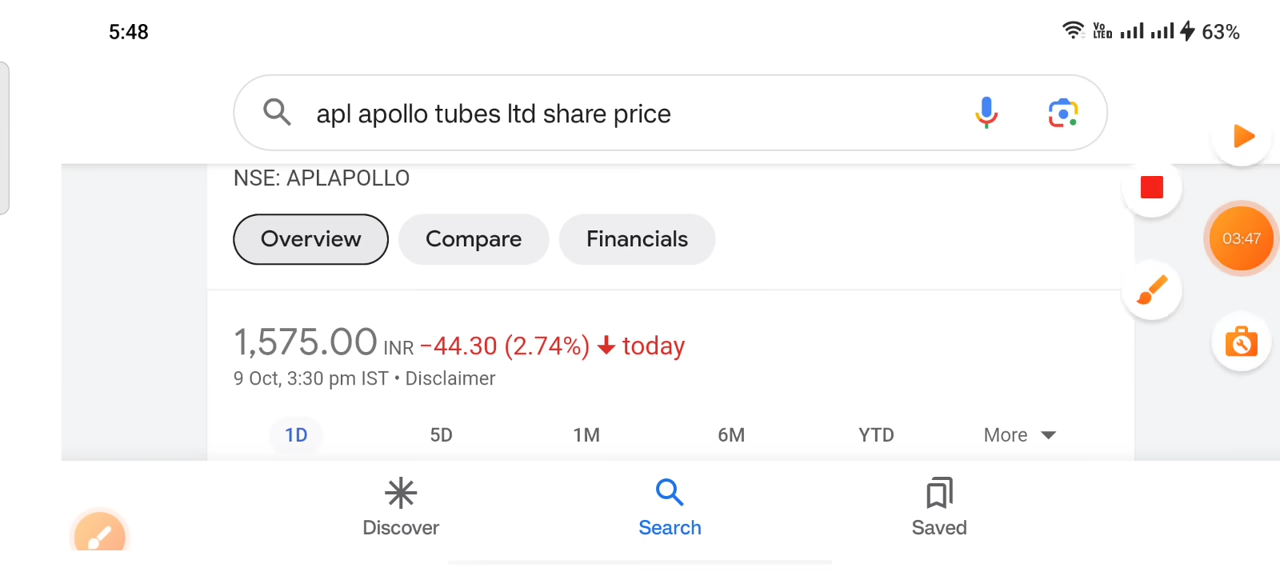 5:48
Vo LTE 63%
apl apollo tubes ltd share price
NSE: APLAPOLLO
Overview Compare Financials
03:47
1,575.00 INR −44.30 (2.74%) ↓ today
9 Oct, 3:30 pm IST • Disclaimer
1D 5D 1M 6M YTD More
Discover Search Saved